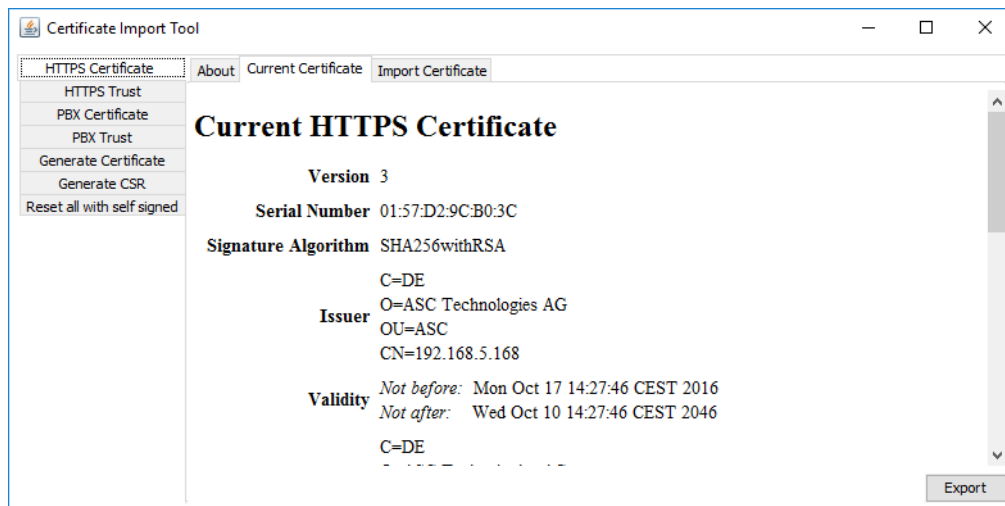 Certificate Import Tool
HTTPS Certificate
HTTPS Trust
PBX Certificate
PBX Trust
Generate Certificate
Generate CSR
Reset all with self signed
About Current Certificate Import Certificate
Current HTTPS Certificate
Version 3
Serial Number 01:57:D2:9C:B0:3C
Signature Algorithm SHA256withRSA
Issuer
C=DE
O=ASC Technologies AG
OU=ASC
CN=192.168.5.168
Validity
Not before: Mon Oct 17 14:27:46 CEST 2016
Not after: Wed Oct 10 14:27:46 CEST 2046
C=DE
Export